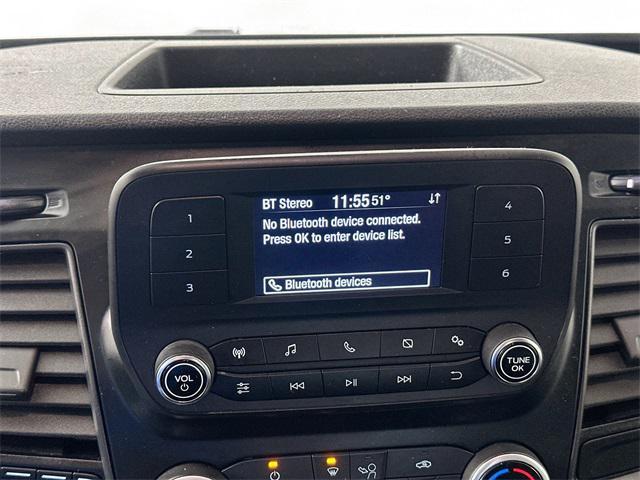 BT Stereo 11:55 51°
No Bluetooth device connected.
Press OK to enter device list.
Bluetooth devices
1
2
3
4
5
6
VOL
TUNE
OK